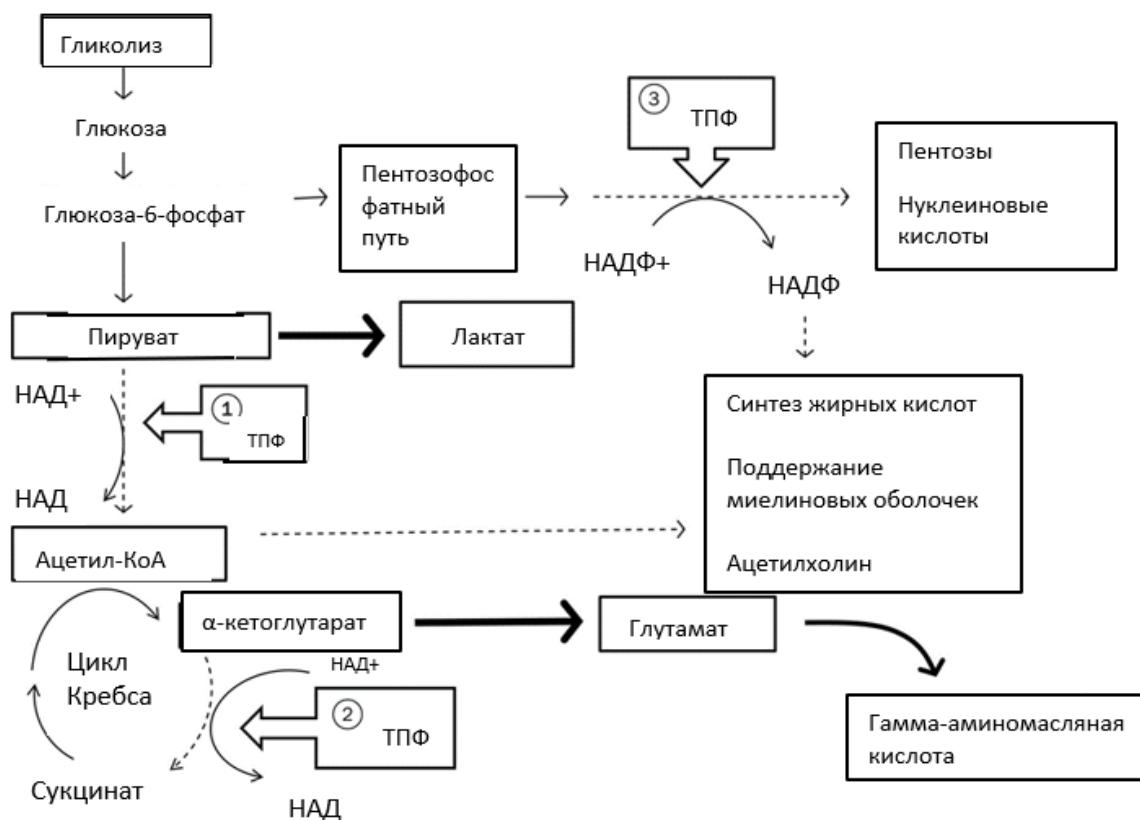 Гликолиз
Глюкоза
Глюкоза-6-фосфат
Пентозофос
фатный
путь
3
ТПФ
НАДФ+
НАДФ
Пентозы
Нуклеиновые
кислоты
Пируват
Лактат
НАД+
1
ТПФ
НАД
Синтез жирных кислот
Поддержание
миелиновых оболочек
Ацетилхолин
Ацетил-КоА
α-кетоглутарат
Глутамат
Цикл
Кребса
НАД+
2
ТПФ
Сукцинат
НАД
Гамма-аминомасляная
кислота